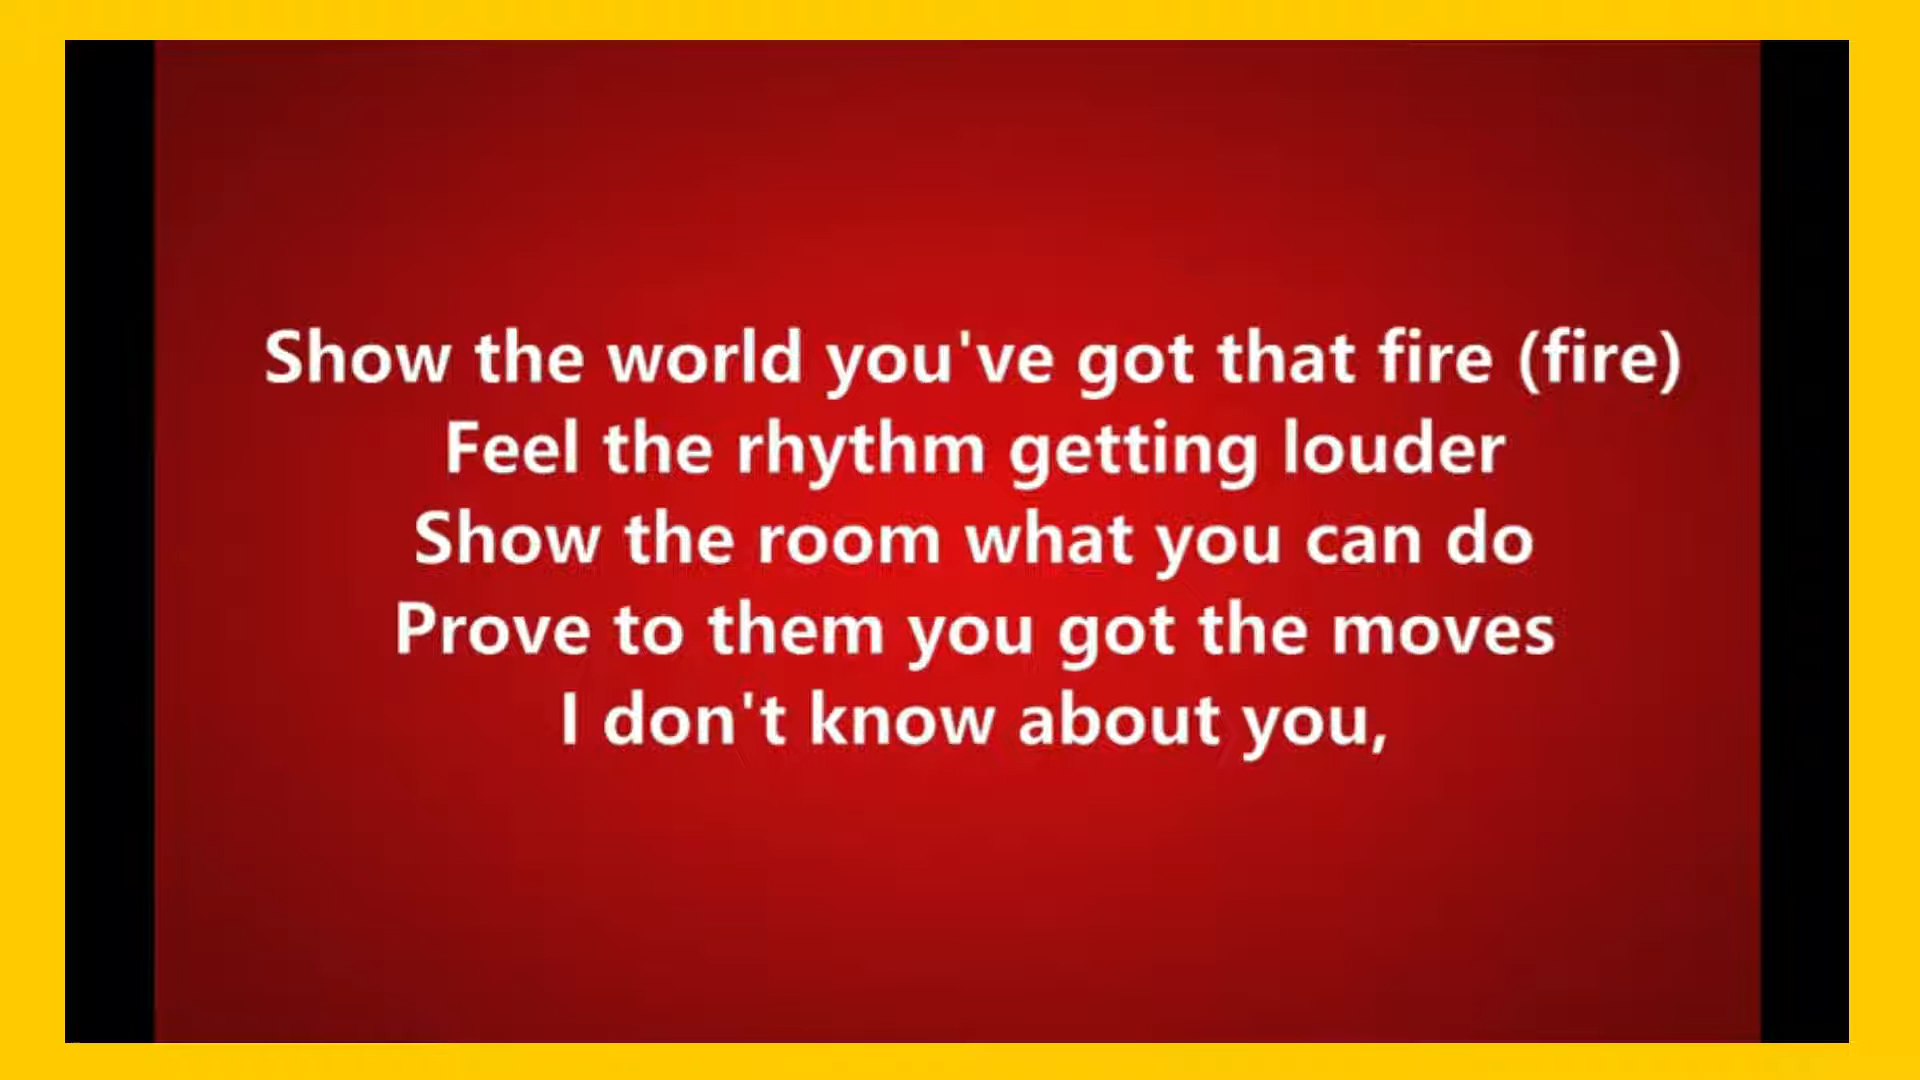 Show the world you've got that fire (fire)
Feel the rhythm getting louder
Show the room what you can do
Prove to them you got the moves
I don't know about you,